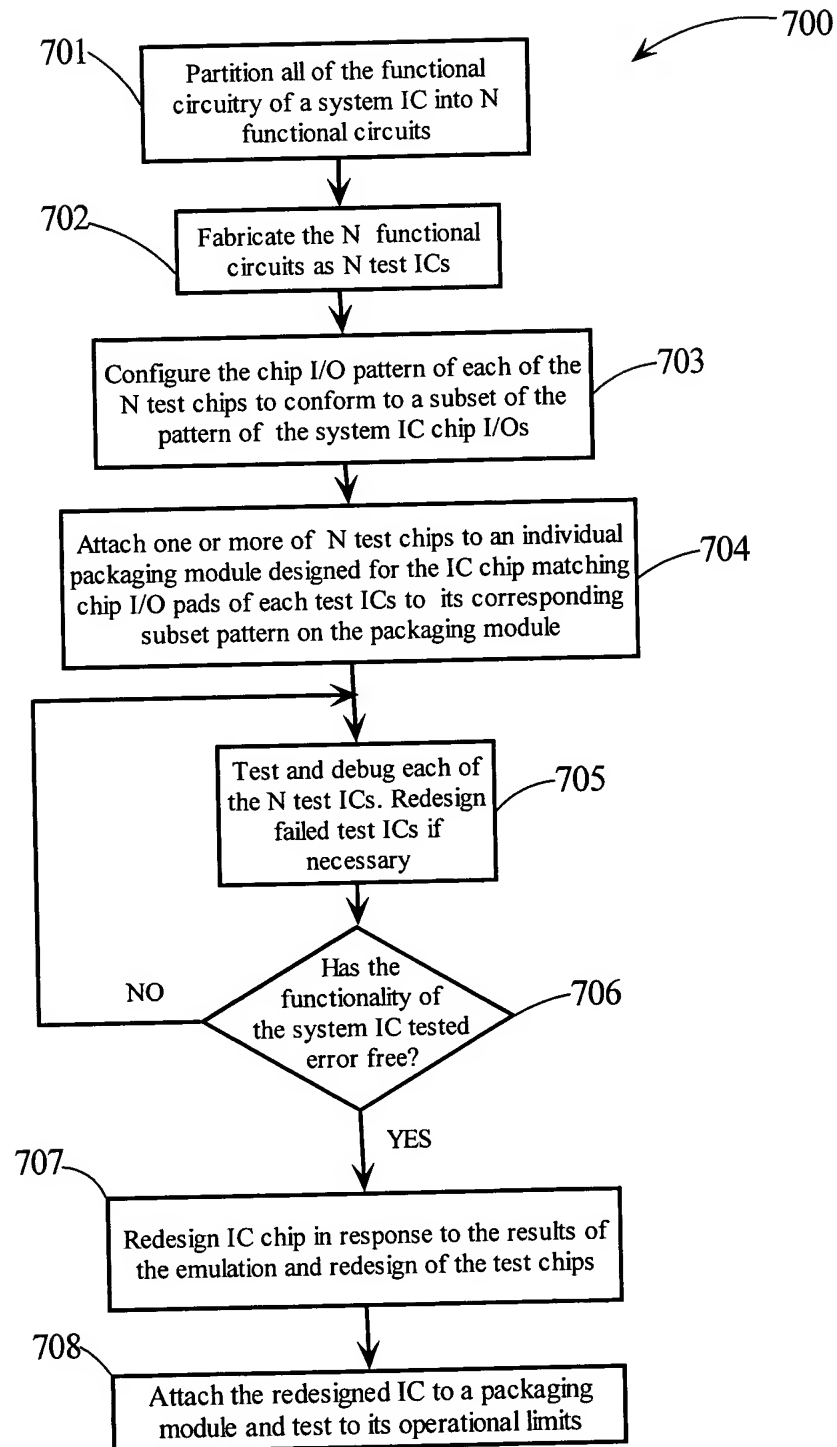 700
701
Partition all of the functional
circuitry of a system IC into N
functional circuits
702
Fabricate the N functional
circuits as N test ICs
703
Configure the chip I/O pattern of each of the
N test chips to conform to a subset of the
pattern of the system IC chip I/Os
704
Attach one or more of N test chips to an individual
packaging module designed for the IC chip matching
chip I/O pads of each test ICs to its corresponding
subset pattern on the packaging module
705
Test and debug each of
the N test ICs. Redesign
failed test ICs if
necessary
706
Has the
functionality of
the system IC tested
error free?
NO
YES
707
Redesign IC chip in response to the results of
the emulation and redesign of the test chips
708
Attach the redesigned IC to a packaging
module and test to its operational limits